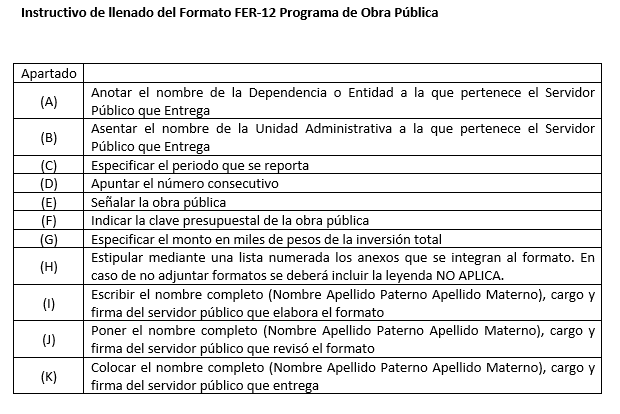 Instructivo de llenado del Formato FER-12 Programa de Obra Pública
Apartado
(A) Anotar el nombre de la Dependencia o Entidad a la que pertenece el Servidor
Público que Entrega
(B) Asentar el nombre de la Unidad Administrativa a la que pertenece el Servidor
Público que Entrega
(C) Especificar el periodo que se reporta
(D) Apuntar el número consecutivo
(E) Señalar la obra pública
(F) Indicar la clave presupuestal de la obra pública
(G) Especificar el monto en miles de pesos de la inversión total
(H) Estipular mediante una lista numerada los anexos que se integran al formato. En
caso de no adjuntar formatos se deberá incluir la leyenda NO APLICA.
(I) Escribir el nombre completo (Nombre Apellido Paterno Apellido Materno), cargo y
firma del servidor público que elabora el formato
(J) Poner el nombre completo (Nombre Apellido Paterno Apellido Materno), cargo y
firma del servidor público que revisó el formato
(K) Colocar el nombre completo (Nombre Apellido Paterno Apellido Materno), cargo y
firma del servidor público que entrega